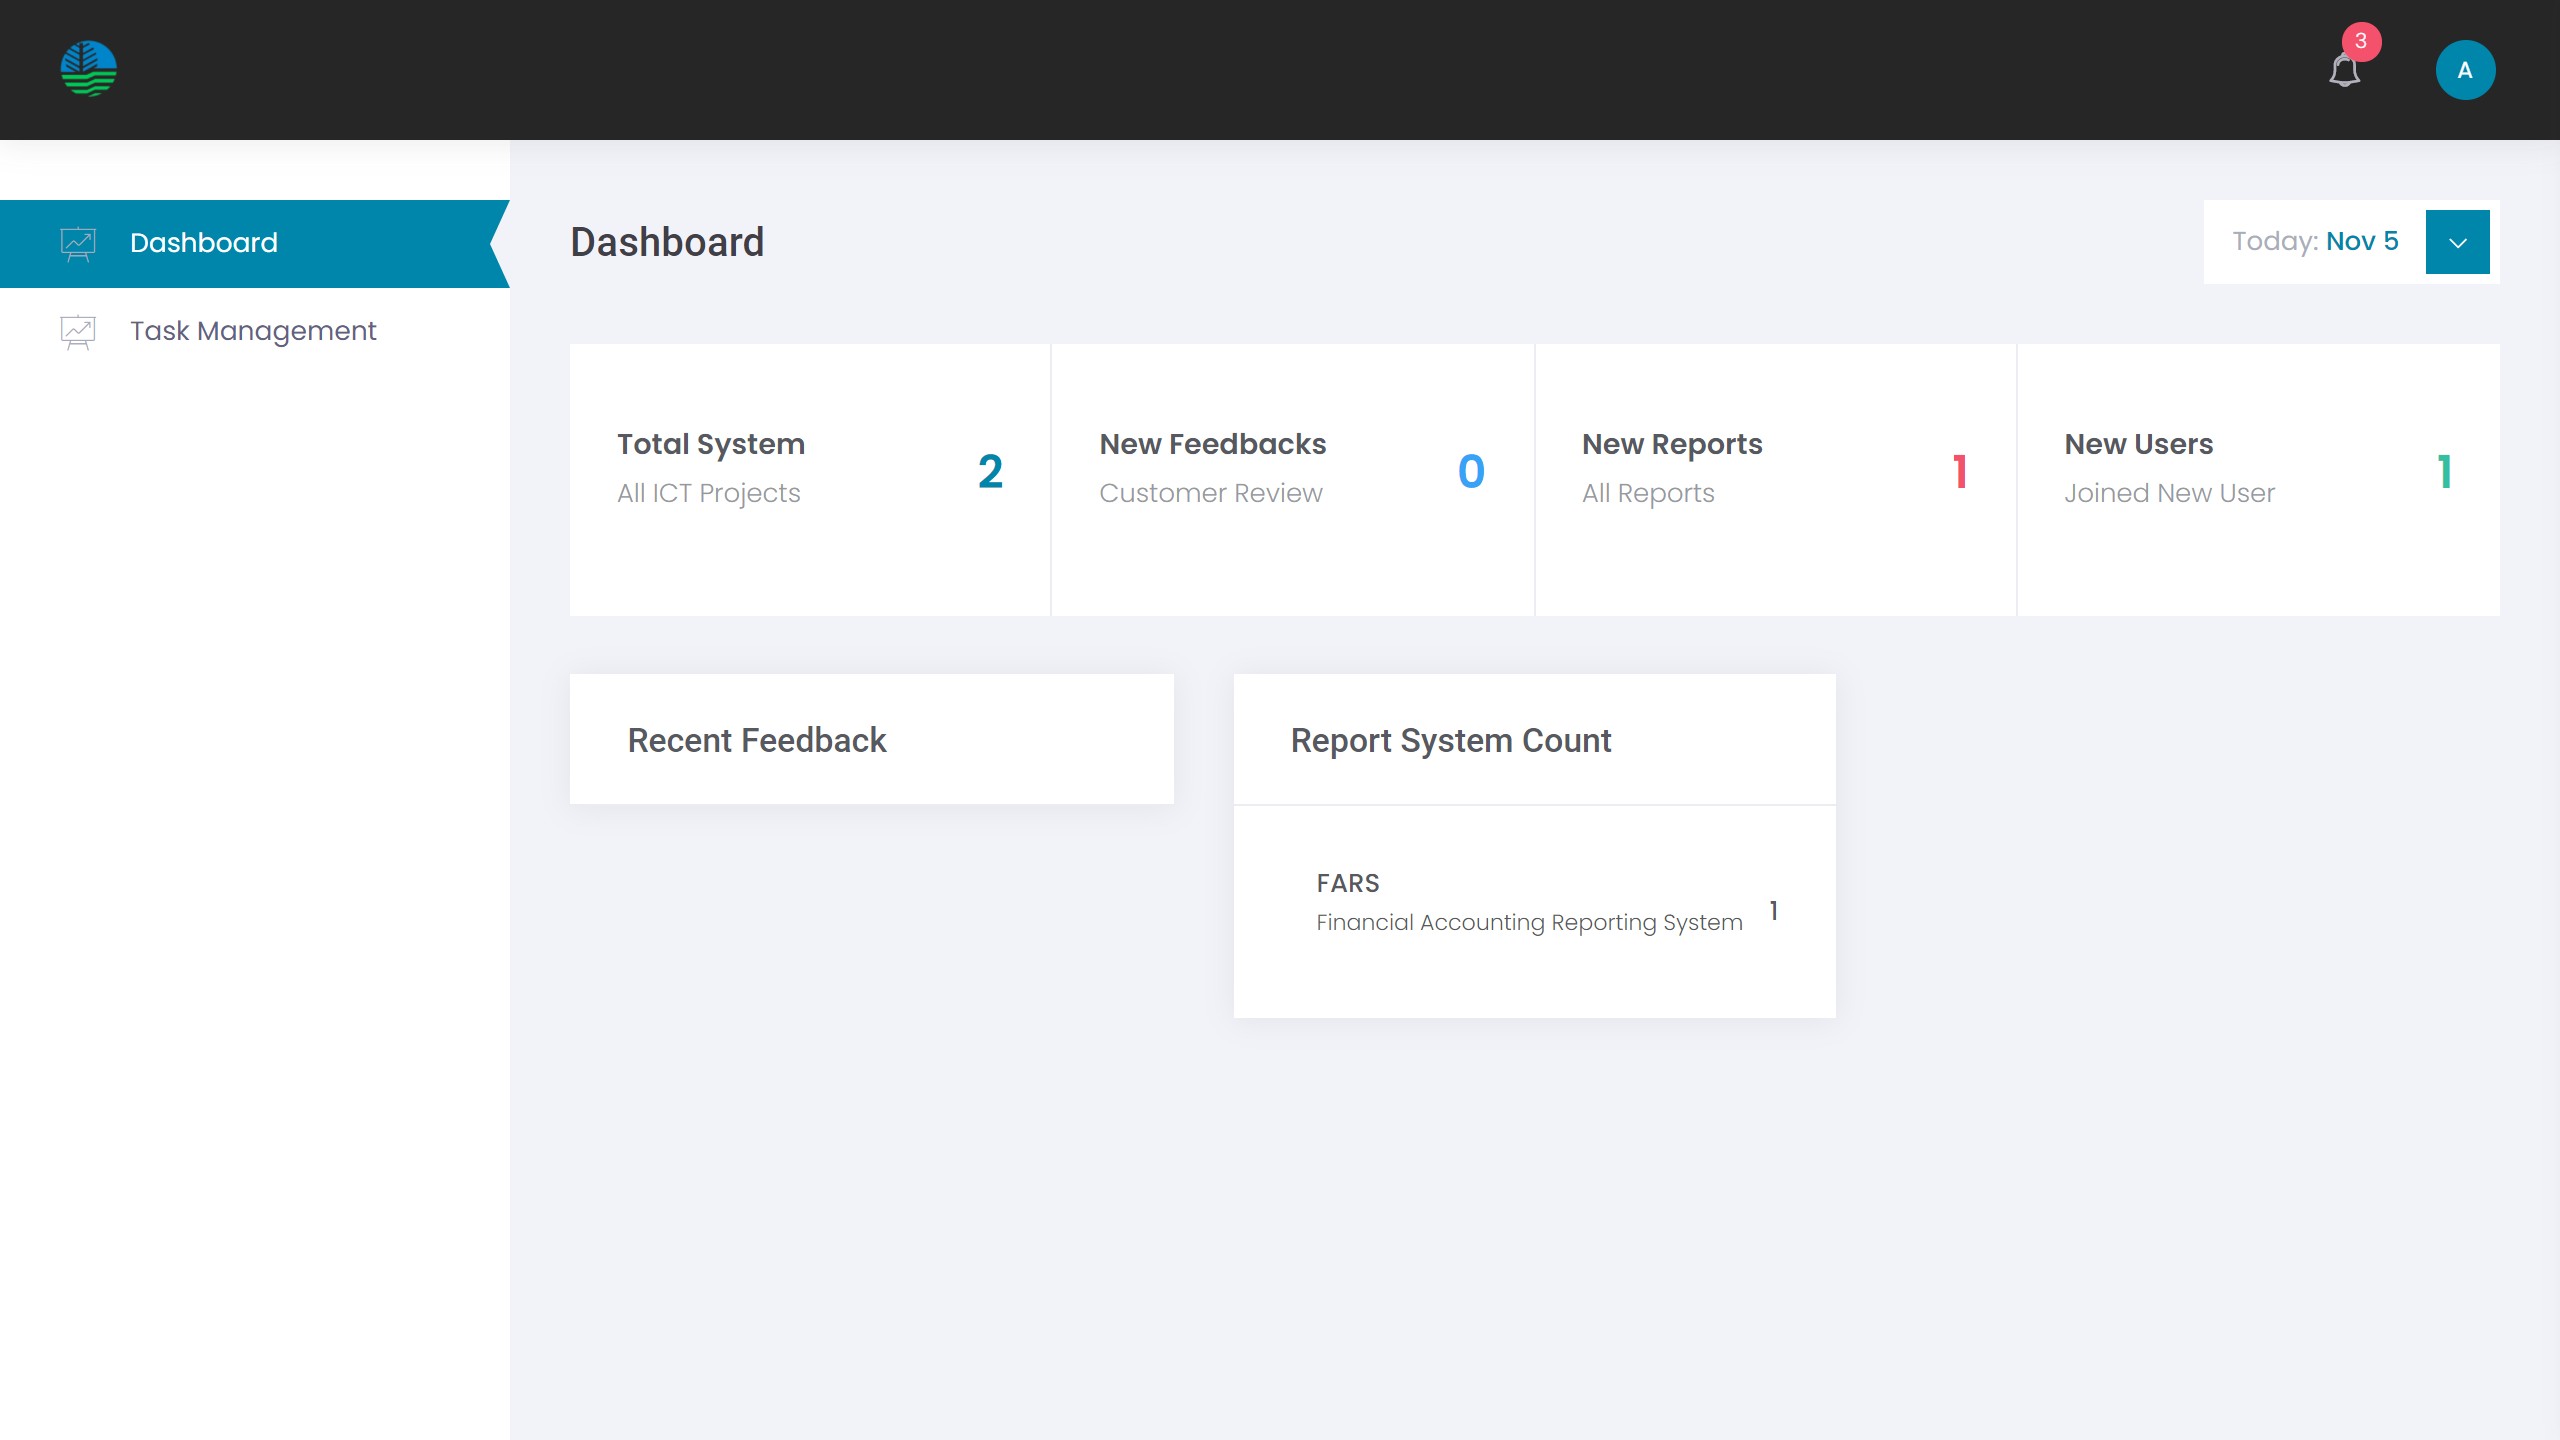 3
A
Dashboard
Task Management
Dashboard
Today: Nov 5
Total System
All ICT Projects
2
New Feedbacks
Customer Review
0
New Reports
All Reports
1
New Users
Joined New User
1
Recent Feedback
Report System Count
FARS
Financial Accounting Reporting System
1